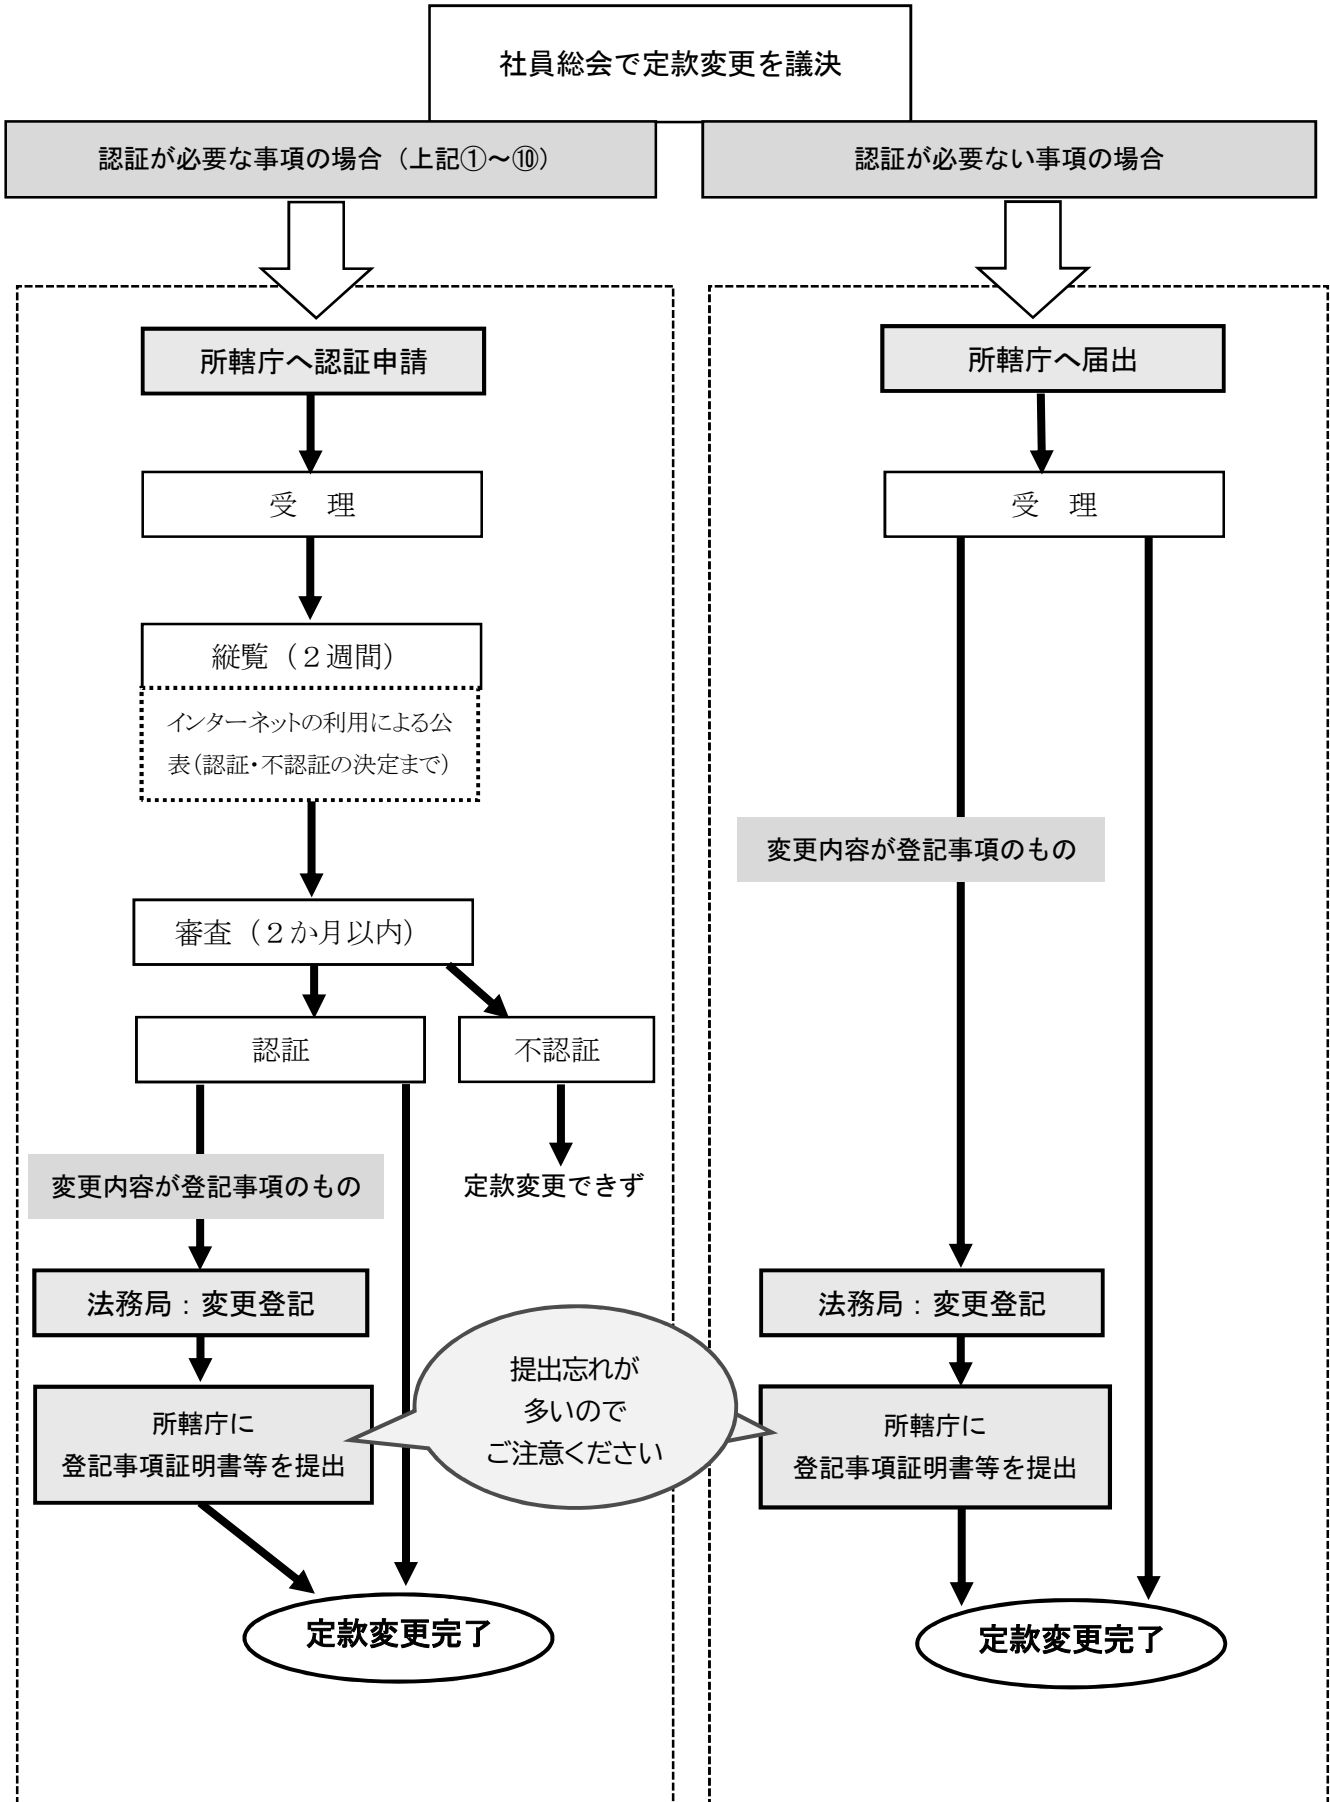 社員総会で定款変更を議決
認証が必要な事項の場合（上記①～⑩）
所轄庁へ認証申請
受　理
縦覧（２週間）
インターネットの利用による公
表（認証・不認証の決定まで）
審査（２か月以内）
認証
不認証
定款変更できず
変更内容が登記事項のもの
法務局：変更登記
所轄庁に
登記事項証明書等を提出
提出忘れが
多いので
ご注意ください
定款変更完了
認証が必要ない事項の場合
所轄庁へ届出
受　理
変更内容が登記事項のもの
法務局：変更登記
所轄庁に
登記事項証明書等を提出
定款変更完了